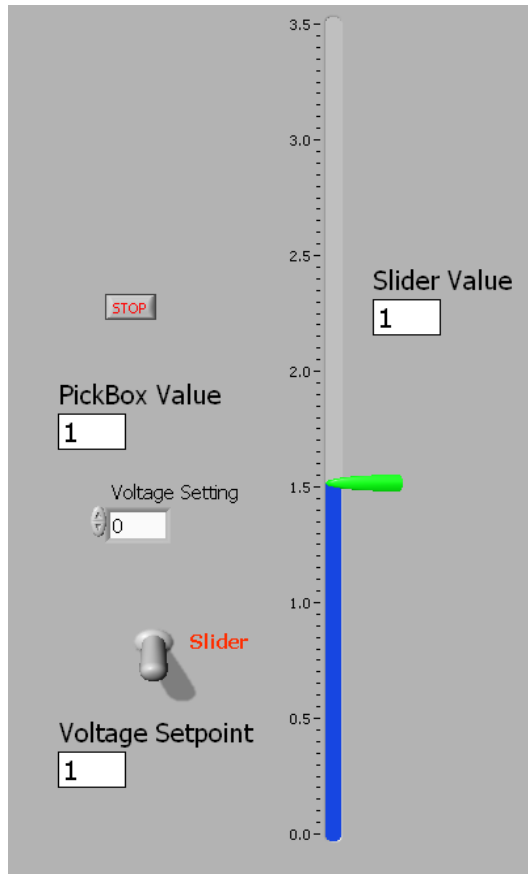 3.5
3.0
2.5
Slider Value
1
STOP
2.0
PickBox Value
1
1.5
Voltage Setting
0
1.0
Slider
0.5
Voltage Setpoint
1
0.0